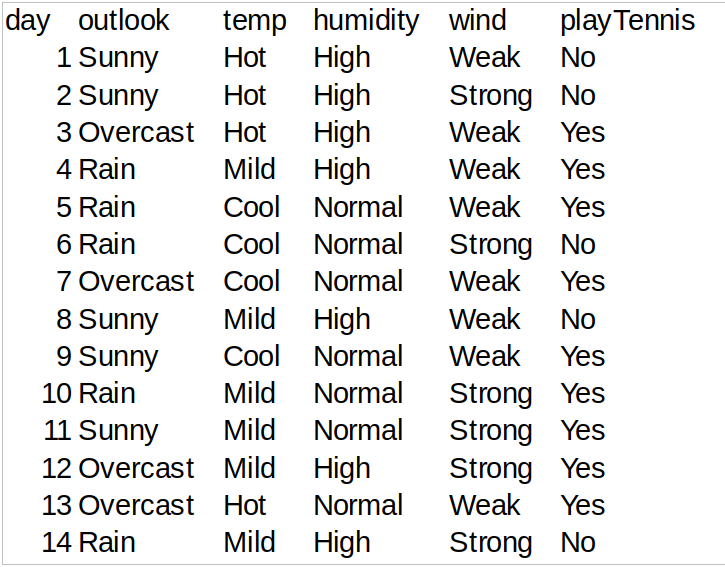 day outlook temp humidity wind playTennis
1 Sunny Hot High Weak No
2 Sunny Hot High Strong No
3 Overcast Hot High Weak Yes
4 Rain Mild High Weak Yes
5 Rain Cool Normal Weak Yes
6 Rain Cool Normal Strong No
7 Overcast Cool Normal Weak Yes
8 Sunny Mild High Weak No
9 Sunny Cool Normal Weak Yes
10 Rain Mild Normal Strong Yes
11 Sunny Mild Normal Strong Yes
12 Overcast Mild High Strong Yes
13 Overcast Hot Normal Weak Yes
14 Rain Mild High Strong No